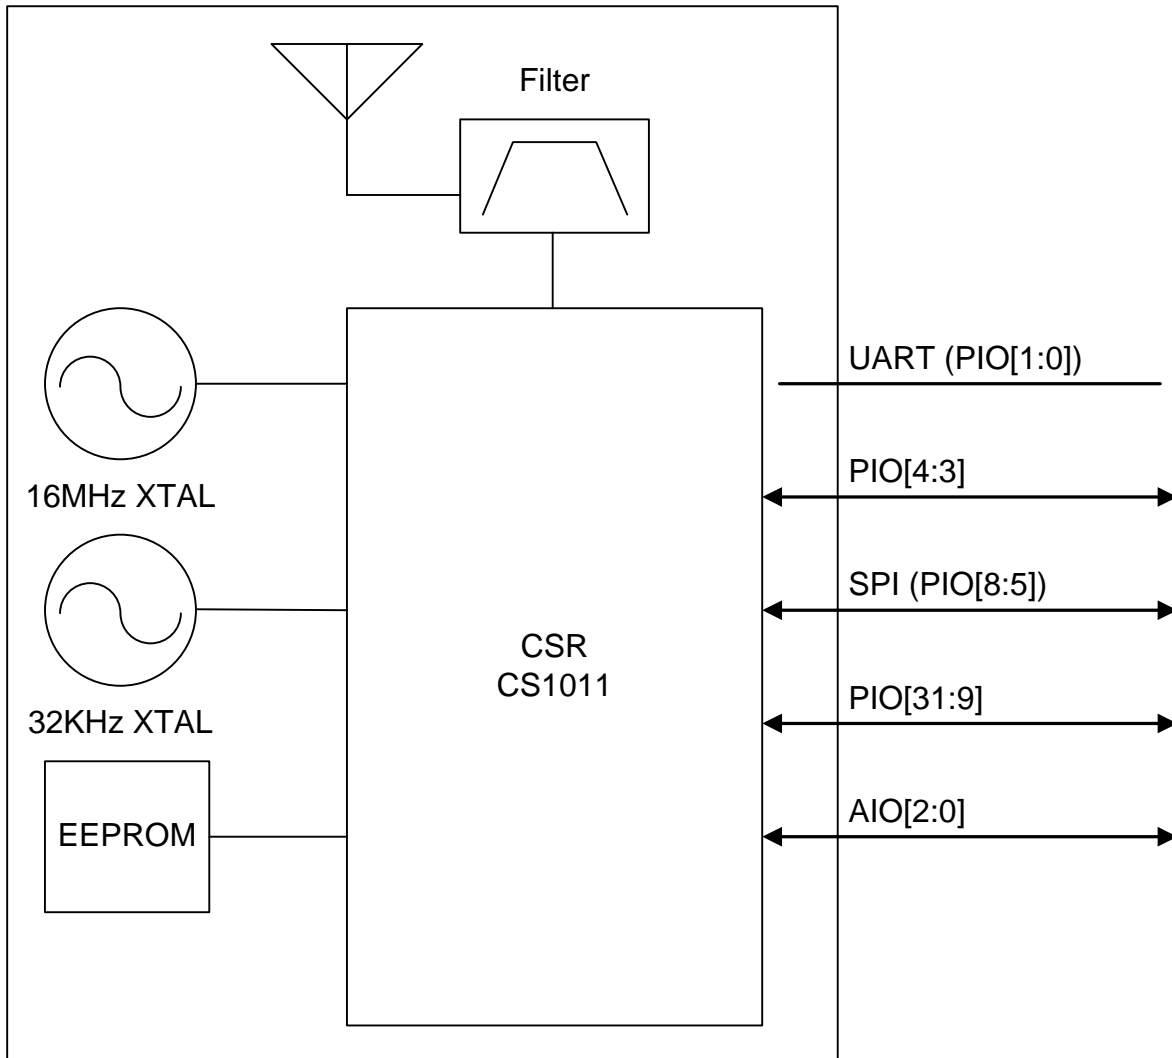 Filter
UART (PIO[1:0])
16MHz XTAL
PIO[4:3]
SPI (PIO[8:5])
CSR
CS1011
32KHz XTAL
PIO[31:9]
EEPROM
AIO[2:0]